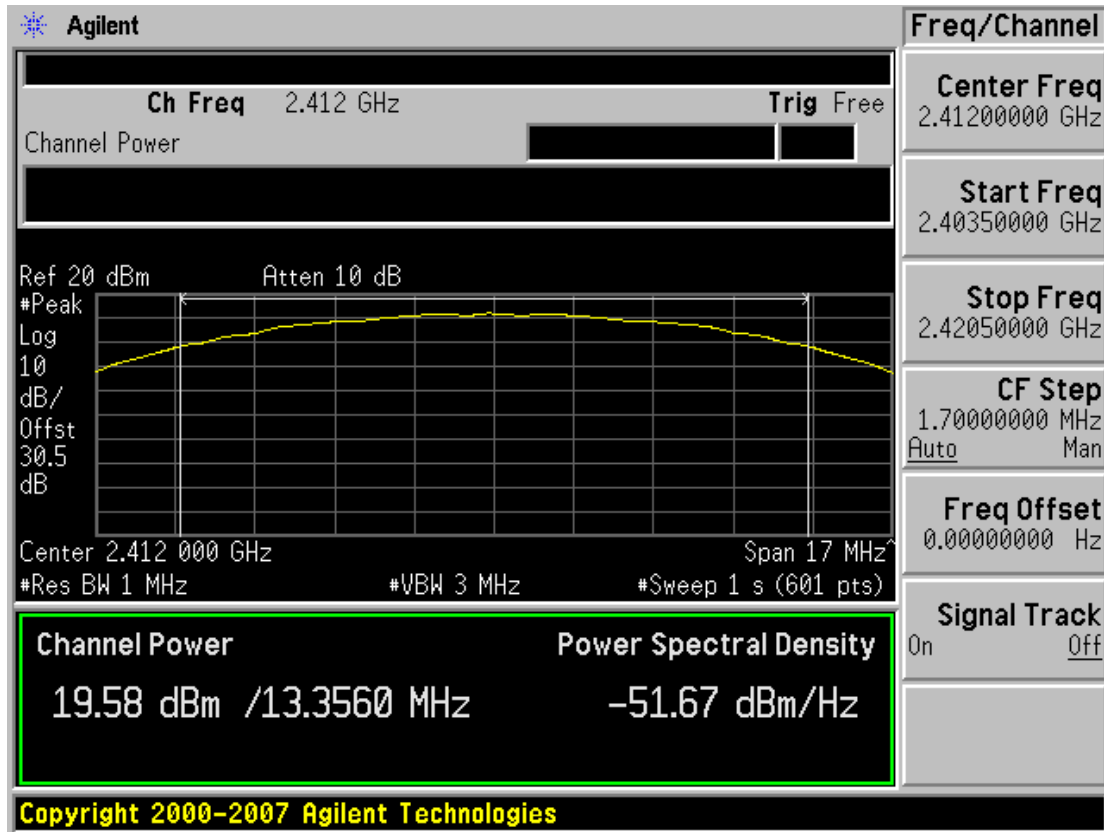 Agilent
Ch Freq 2.412 GHz Trig Free
Channel Power
Ref 20 dBm Atten 10 dB
#Peak
Log
10
dB/
Offst
30.5
dB
Center 2.412 000 GHz Span 17 MHz^
#Res BW 1 MHz #VBW 3 MHz #Sweep 1 s (601 pts)
Channel Power Power Spectral Density
19.58 dBm /13.3560 MHz -51.67 dBm/Hz
Copyright 2000-2007 Agilent Technologies
Freq/Channel
Center Freq
2.41200000 GHz
Start Freq
2.40350000 GHz
Stop Freq
2.42050000 GHz
CF Step
1.70000000 MHz
Auto Man
Freq Offset
0.00000000 Hz
Signal Track
On Off